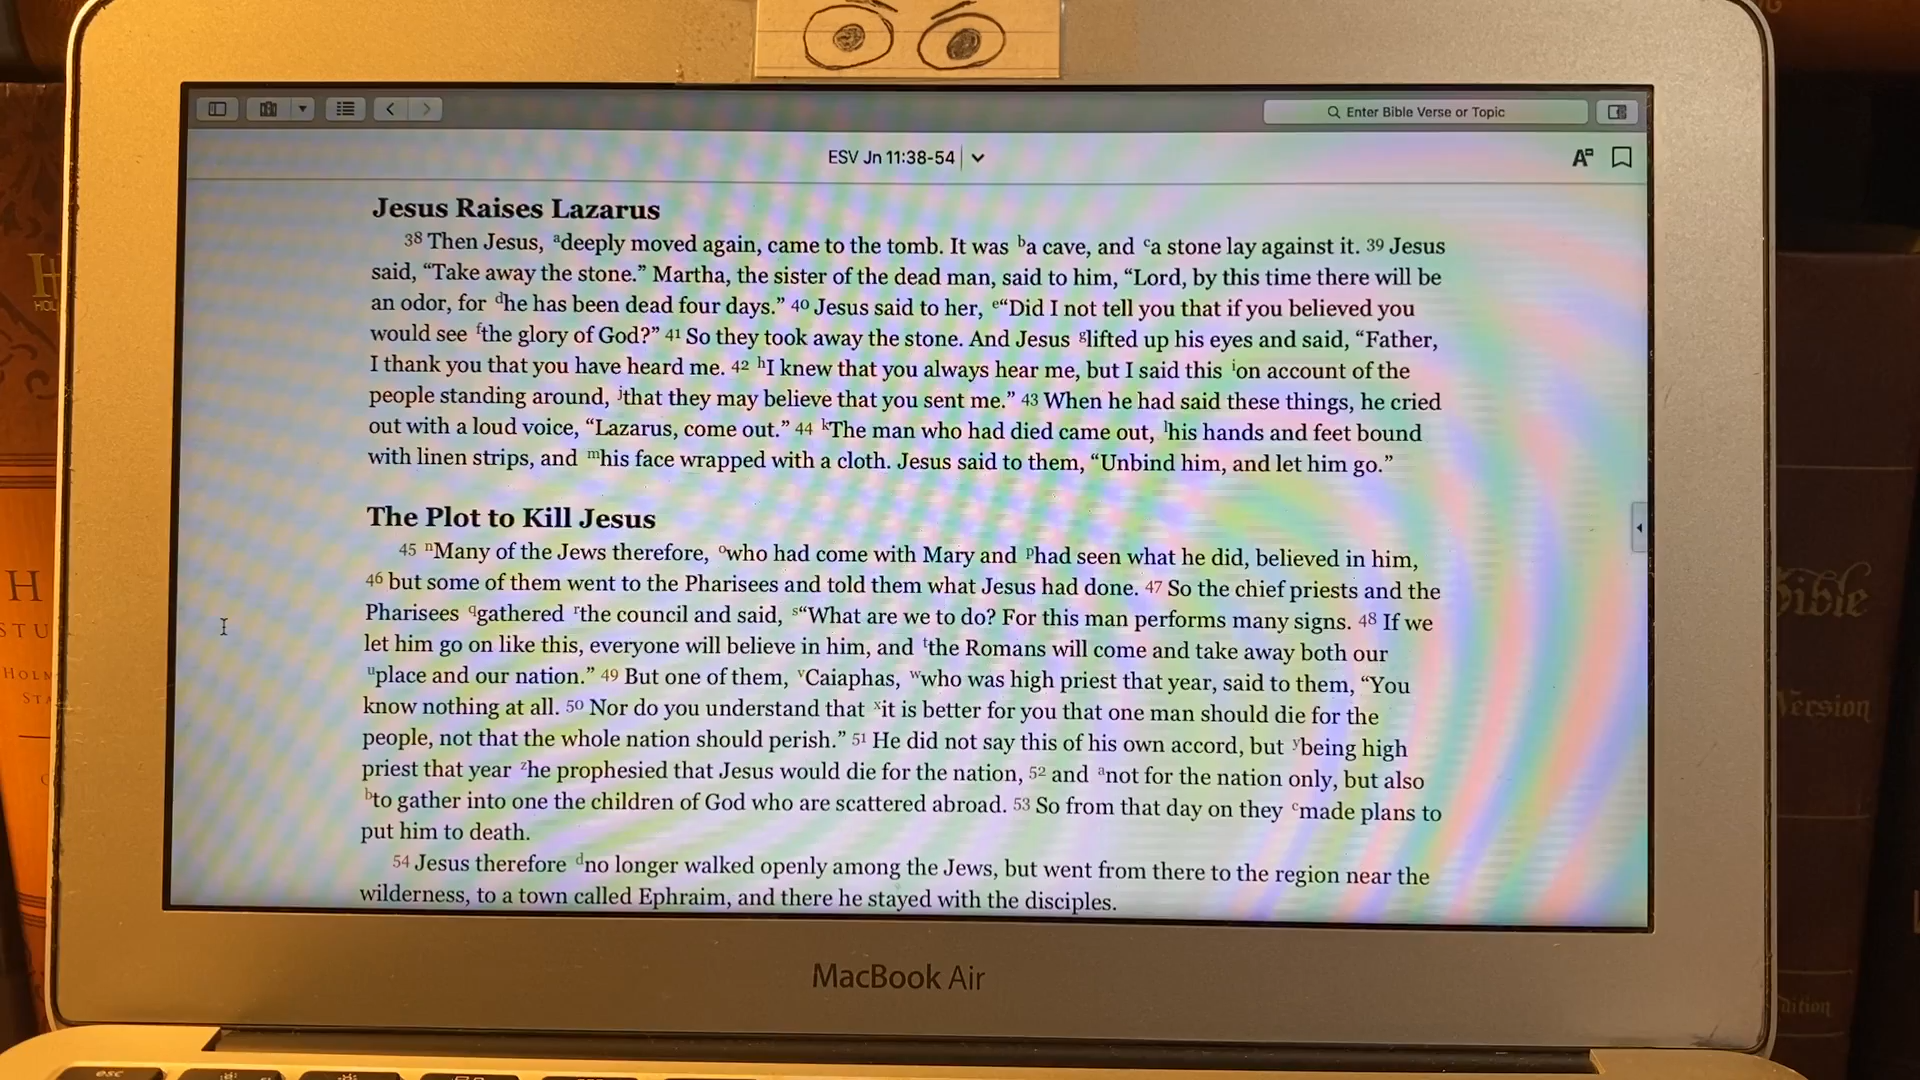 Enter Bible Verse or Topic
ESV Jn 11:38-54
Jesus Raises Lazarus
38 Then Jesus, adeeply moved again, came to the tomb. It was ba cave, and ca stone lay against it. 39 Jesus
said, “Take away the stone.” Martha, the sister of the dead man, said to him, “Lord, by this time there will be
an odor, for dhe has been dead four days.” 40 Jesus said to her, e“Did I not tell you that if you believed you
would see fthe glory of God?” 41 So they took away the stone. And Jesus glifted up his eyes and said, “Father,
I thank you that you have heard me. 42 hI knew that you always hear me, but I said this ion account of the
people standing around, jthat they may believe that you sent me.” 43 When he had said these things, he cried
out with a loud voice, “Lazarus, come out.” 44 kThe man who had died came out, lhis hands and feet bound
with linen strips, and mhis face wrapped with a cloth. Jesus said to them, “Unbind him, and let him go.”
The Plot to Kill Jesus
45 nMany of the Jews therefore, owho had come with Mary and phad seen what he did, believed in him,
46 but some of them went to the Pharisees and told them what Jesus had done. 47 So the chief priests and the
Pharisees qgathered rthe council and said, s“What are we to do? For this man performs many signs. 48 If we
let him go on like this, everyone will believe in him, and tthe Romans will come and take away both our
uplace and our nation.” 49 But one of them, vCaiaphas, wwho was high priest that year, said to them, “You
know nothing at all. 50 Nor do you understand that xit is better for you that one man should die for the
people, not that the whole nation should perish.” 51 He did not say this of his own accord, but ybeing high
priest that year zhe prophesied that Jesus would die for the nation, 52 and anot for the nation only, but also
bto gather into one the children of God who are scattered abroad. 53 So from that day on they cmade plans to
put him to death.
54 Jesus therefore dno longer walked openly among the Jews, but went from there to the region near the
wilderness, to a town called Ephraim, and there he stayed with the disciples.
MacBook Air
esc
H
HOL
H
STU
HOLM
STA
Bible
Version
dition